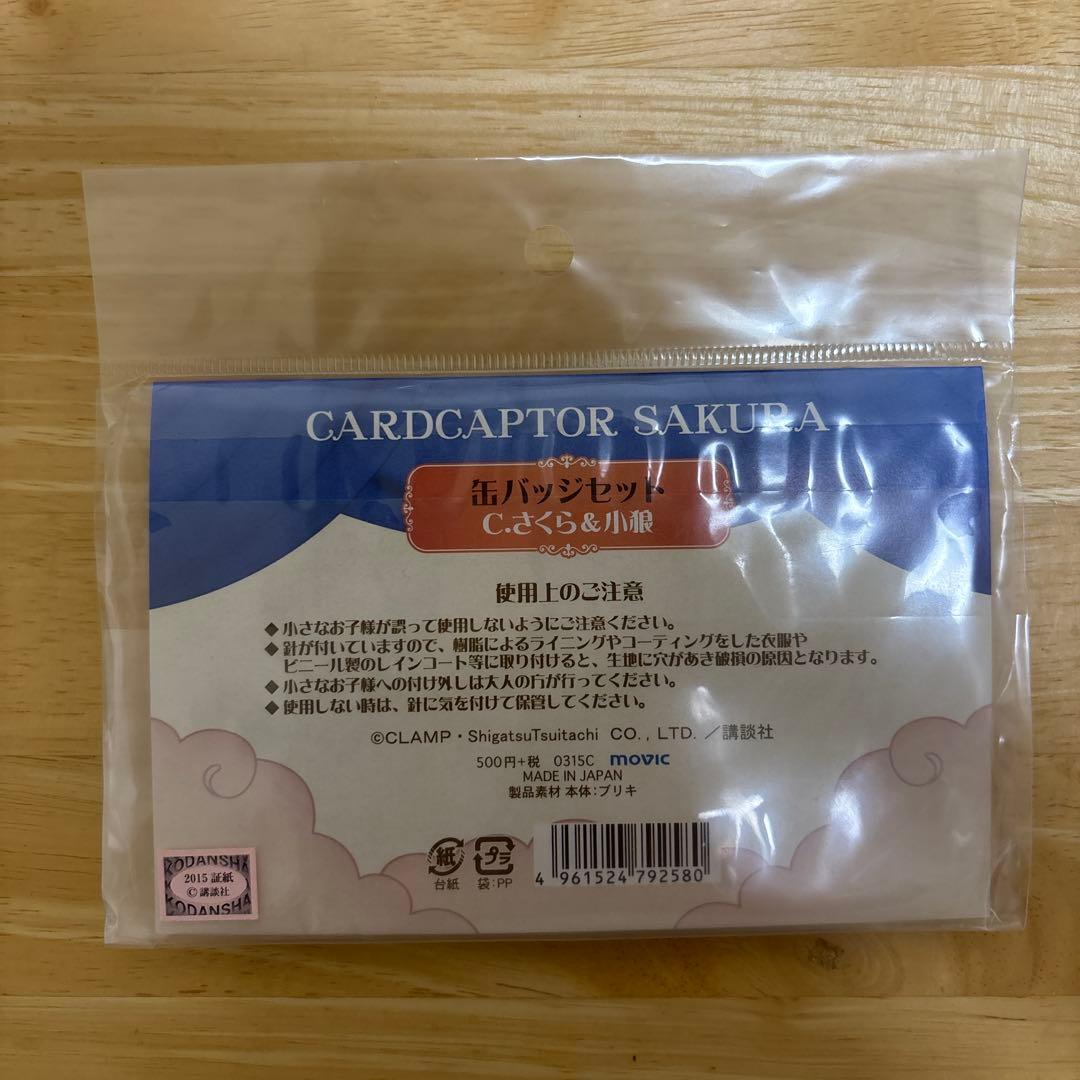 CARDCAPTOR SAKURA
缶バッジセット
C.さくら&小狼
使用上のご注意
◆小さなお子様が誤って使用しないようにご注意ください。
◆針が付いていますので、樹脂によるライニングやコーティングをした衣服や
ビニール製のレインコート等に取り付けると、生地に穴があき破損の原因となります。
◆小さなお子様への付け外しは大人の方が行ってください。
◆使用しない時は、針に気を付けて保管してください。
©CLAMP・ShigatsuTsuitachi CO., LTD. /講談社
500円+税 0315C movic
MADE IN JAPAN
製品素材 本体:ブリキ
紙
台紙
プラ
袋:PP
4 961524 792580
KODANSHA
2015 証紙
©講談社
KODANSHA